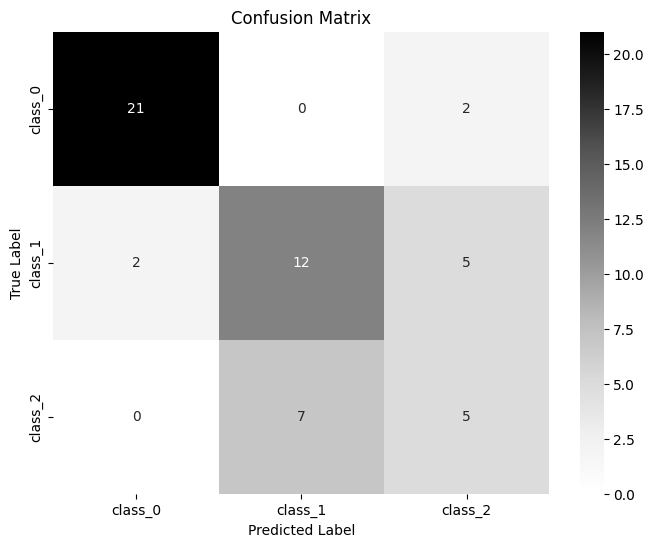 Confusion Matrix
True Label
class_0
class_1
class_2
21 0 2
2 12 5
0 7 5
class_0 class_1 class_2
Predicted Label
20.0
17.5
15.0
12.5
10.0
7.5
5.0
2.5
0.0